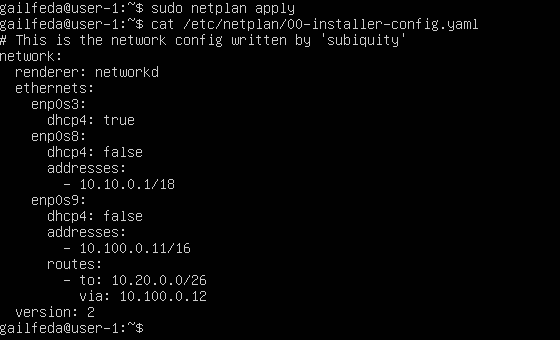 gailfeda@user-1:~$ sudo netplan apply
gailfeda@user-1:~$ cat /etc/netplan/00-installer-config.yaml
# This is the network config written by 'subiquity'
network:
  renderer: networkd
  ethernets:
    enp0s3:
      dhcp4: true
    enp0s8:
      dhcp4: false
      addresses:
        - 10.10.0.1/18
    enp0s9:
      dhcp4: false
      addresses:
        - 10.100.0.11/16
      routes:
        - to: 10.20.0.0/26
          via: 10.100.0.12
  version: 2
gailfeda@user-1:~$